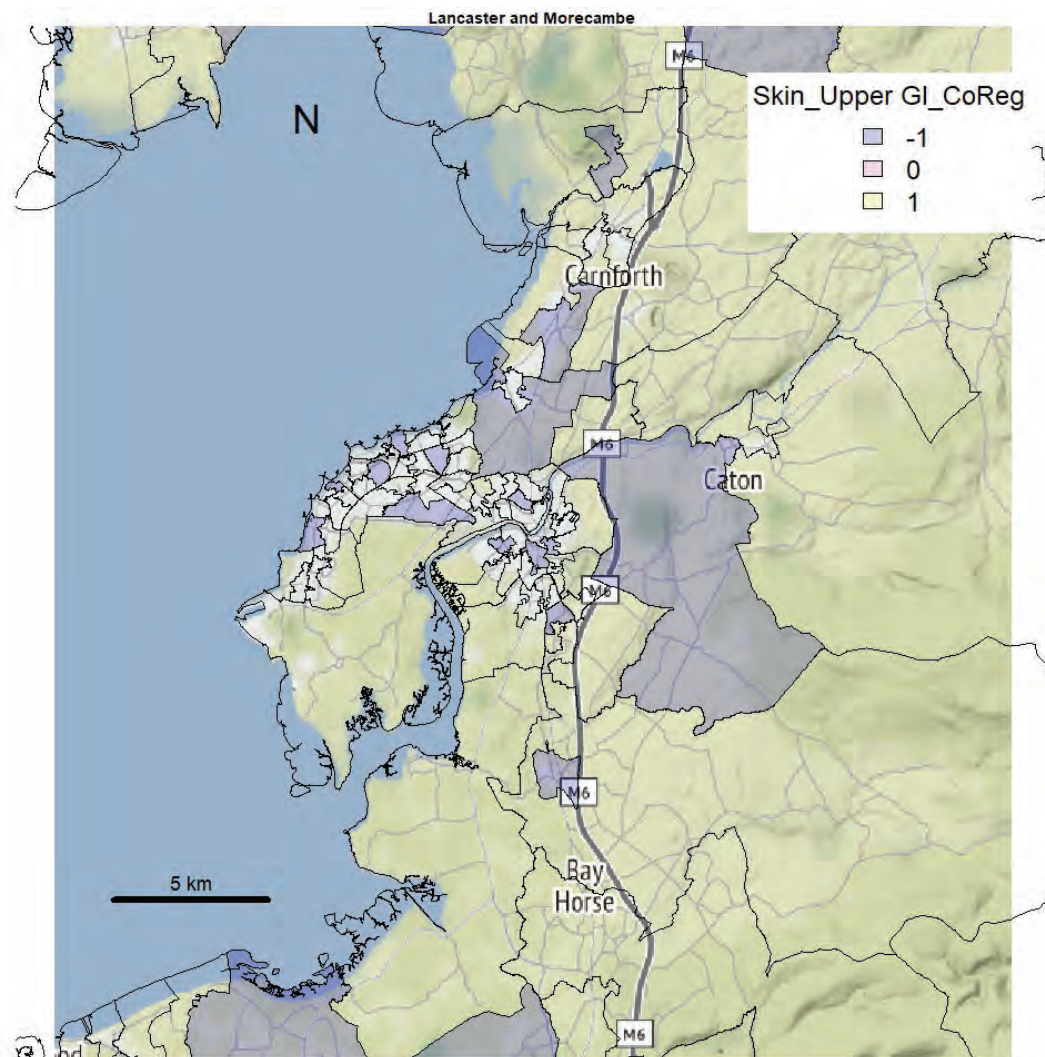 Lancaster and Morecambe
M6
Skin_Upper GI_CoReg
-1
0
1
N
Carnforth
M6
Caton
M6
M6
Bay
Horse
5 km
M6